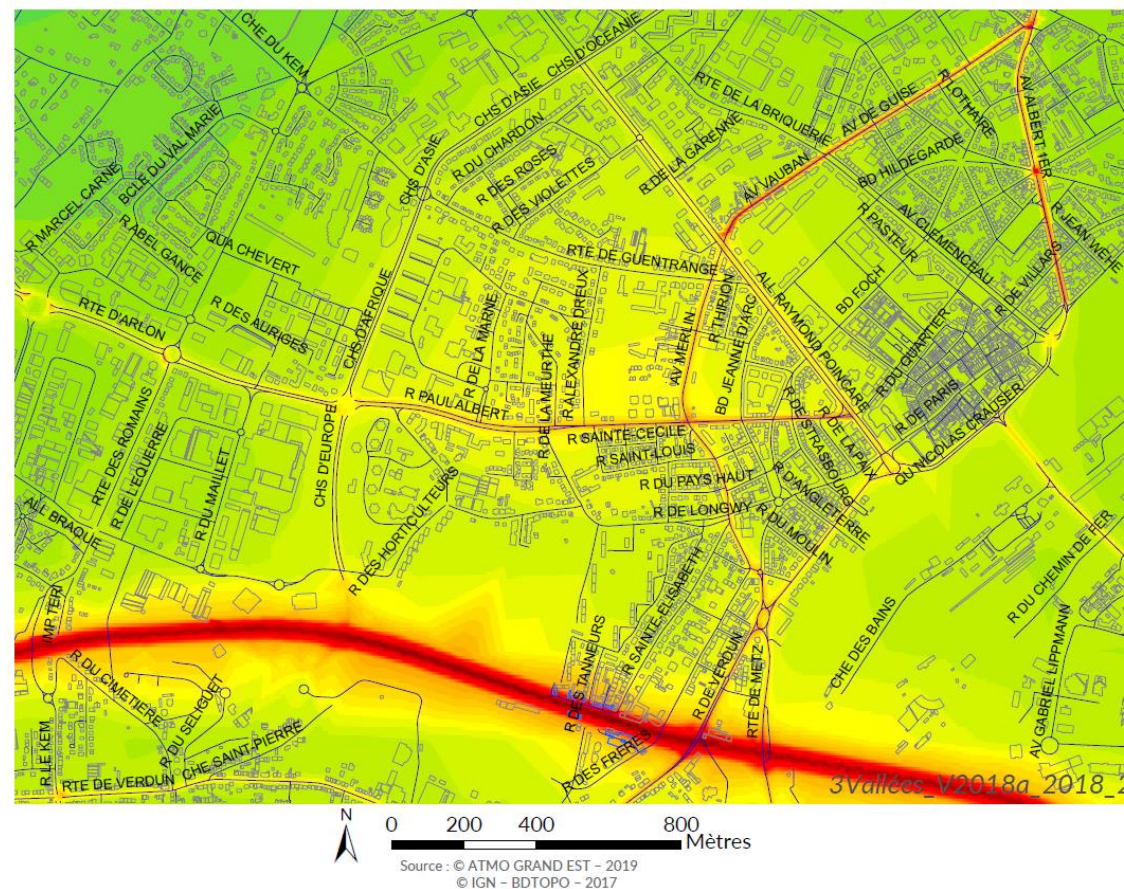 CHE DU KEM
CHS D'OCEANIE
CHS D'ASIE
RTE DE LA BRIQUERIE
AV DE GUISE
R LOTHAIRE
AV ALBERT 1ER
R DU CHARDON
R DE LA GARENNE
AV VAUBAN
BD HILDEGARDE
BCLE DU VAL MARIE
CHS D'ASIE
R DES ROSES
R DES VIOLETTES
R MARCEL CARNE
R ABEL GANCE
QUA CHEVERT
R PASTEUR
AV CLEMENCEAU
R JEAN WEHE
R DE VILLARS
RTE DE GUENTRANGE
ALL RAYMOND POINCARE
BD FOCH
RTE D'ARLON
R DES AURIGES
CHS D'AFRIQUE
R DE LA MARNE
R DE LA MEURTHE
R ALEXANDRE DREUX
AV MERLIN
R THIRION
BD JEANNE D'ARC
R DU QUARTIER
R DE PARIS
R PAUL ALBERT
R SAINTE-CECILE
R DE STRASBOURG
R DE LA PAIX
QU NICOLAS CRAUSER
RTE DES ROMAINS
R DE L'EQUERRE
R DU MAILLET
CHS D'EUROPE
R DES HORTICULTEURS
R SAINT-LOUIS
R DU PAYS HAUT
R D'ANGLETERRE
R DE LONGWY
R DU MOULIN
ALL BRAQUE
IMP TERI
R DU CHEMIN DE FER
CHE DES BAINS
R SAINTE-ELISABETH
R DES TANNEURS
R DE VERDUN
RTE DE METZ
AV GABRIEL LIPPMANN
R DU CIMETIERE
R DU SELIGUET
CHE SAINT-PIERRE
R LE KEM
RTE DE VERDUN
R DES FRERES
3Vallées_V2018a_2018_2
N
0 200 400 800
Mètres
Source : © ATMO GRAND EST – 2019
© IGN – BDTOPO – 2017